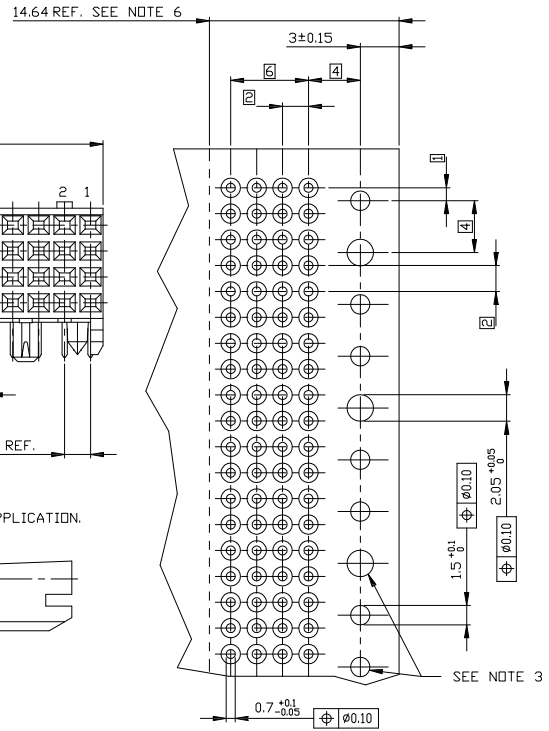 14.64 REF. SEE NOTE 6
3±0.15
6
4
2
1
4
2
2 1
REF.
PPLICATION.
2.05 +0.05 0
⌖ ø0.10
1.5 +0.1 0
⌖ ø0.10
SEE NOTE 3
0.7 +0.1 -0.05
⌖ ø0.10